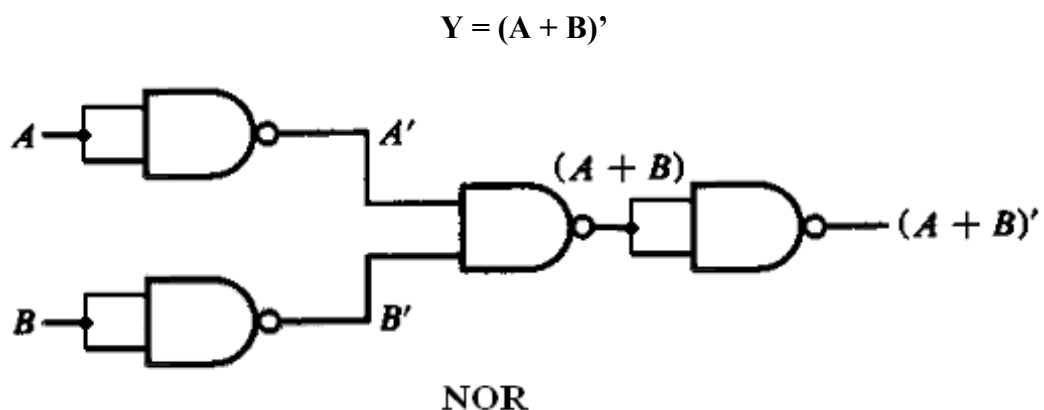 Y = (A + B)’
A
A′
(A + B)
(A + B)′
B
B′
NOR